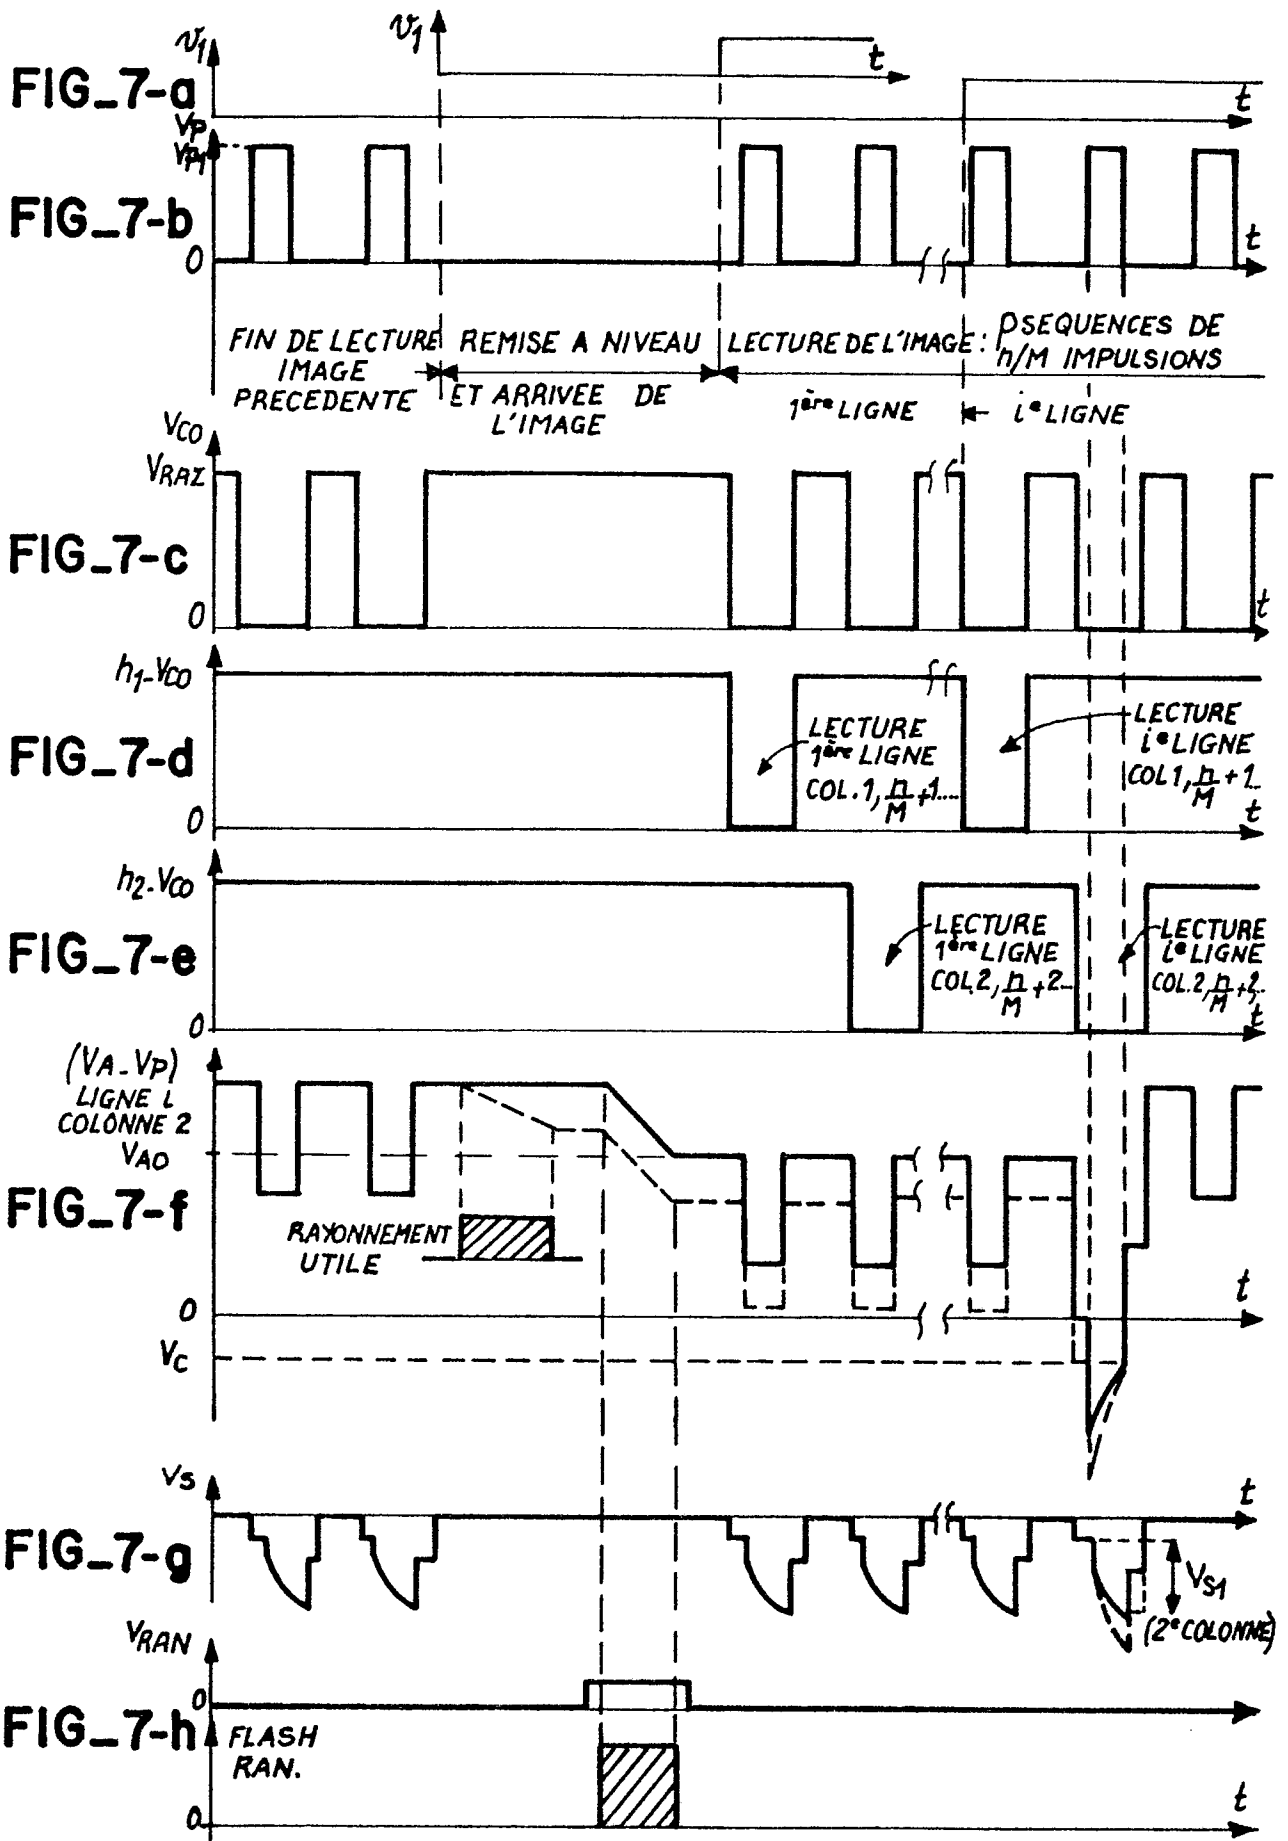 v1
v1
t
FIG_7-a
t
VP
VP1
FIG_7-b
t
0
FIN DE LECTURE
IMAGE
PRECEDENTE
REMISE A NIVEAU
ET ARRIVEE DE
L'IMAGE
LECTURE DE L'IMAGE : p SEQUENCES DE
n/M IMPULSIONS
1ère LIGNE
ie LIGNE
VCO
VRAZ
FIG_7-c
0
t
h1-VCO
FIG_7-d
LECTURE
1ère LIGNE
COL.1, n/M+1....
LECTURE
ie LIGNE
COL 1, n/M+1..
0
t
h2-VCO
FIG_7-e
LECTURE
1ère LIGNE
COL2, n/M+2--
LECTURE
ie LIGNE
COL.2, n/M+2..
0
t
(VA-VP)
LIGNE i
COLONNE 2
VAO
FIG_7-f
RAYONNEMENT
UTILE
0
t
VC
VS
t
FIG_7-g
VS1
(2e COLONNE)
VRAN
0
FIG_7-h
FLASH
RAN.
0
t